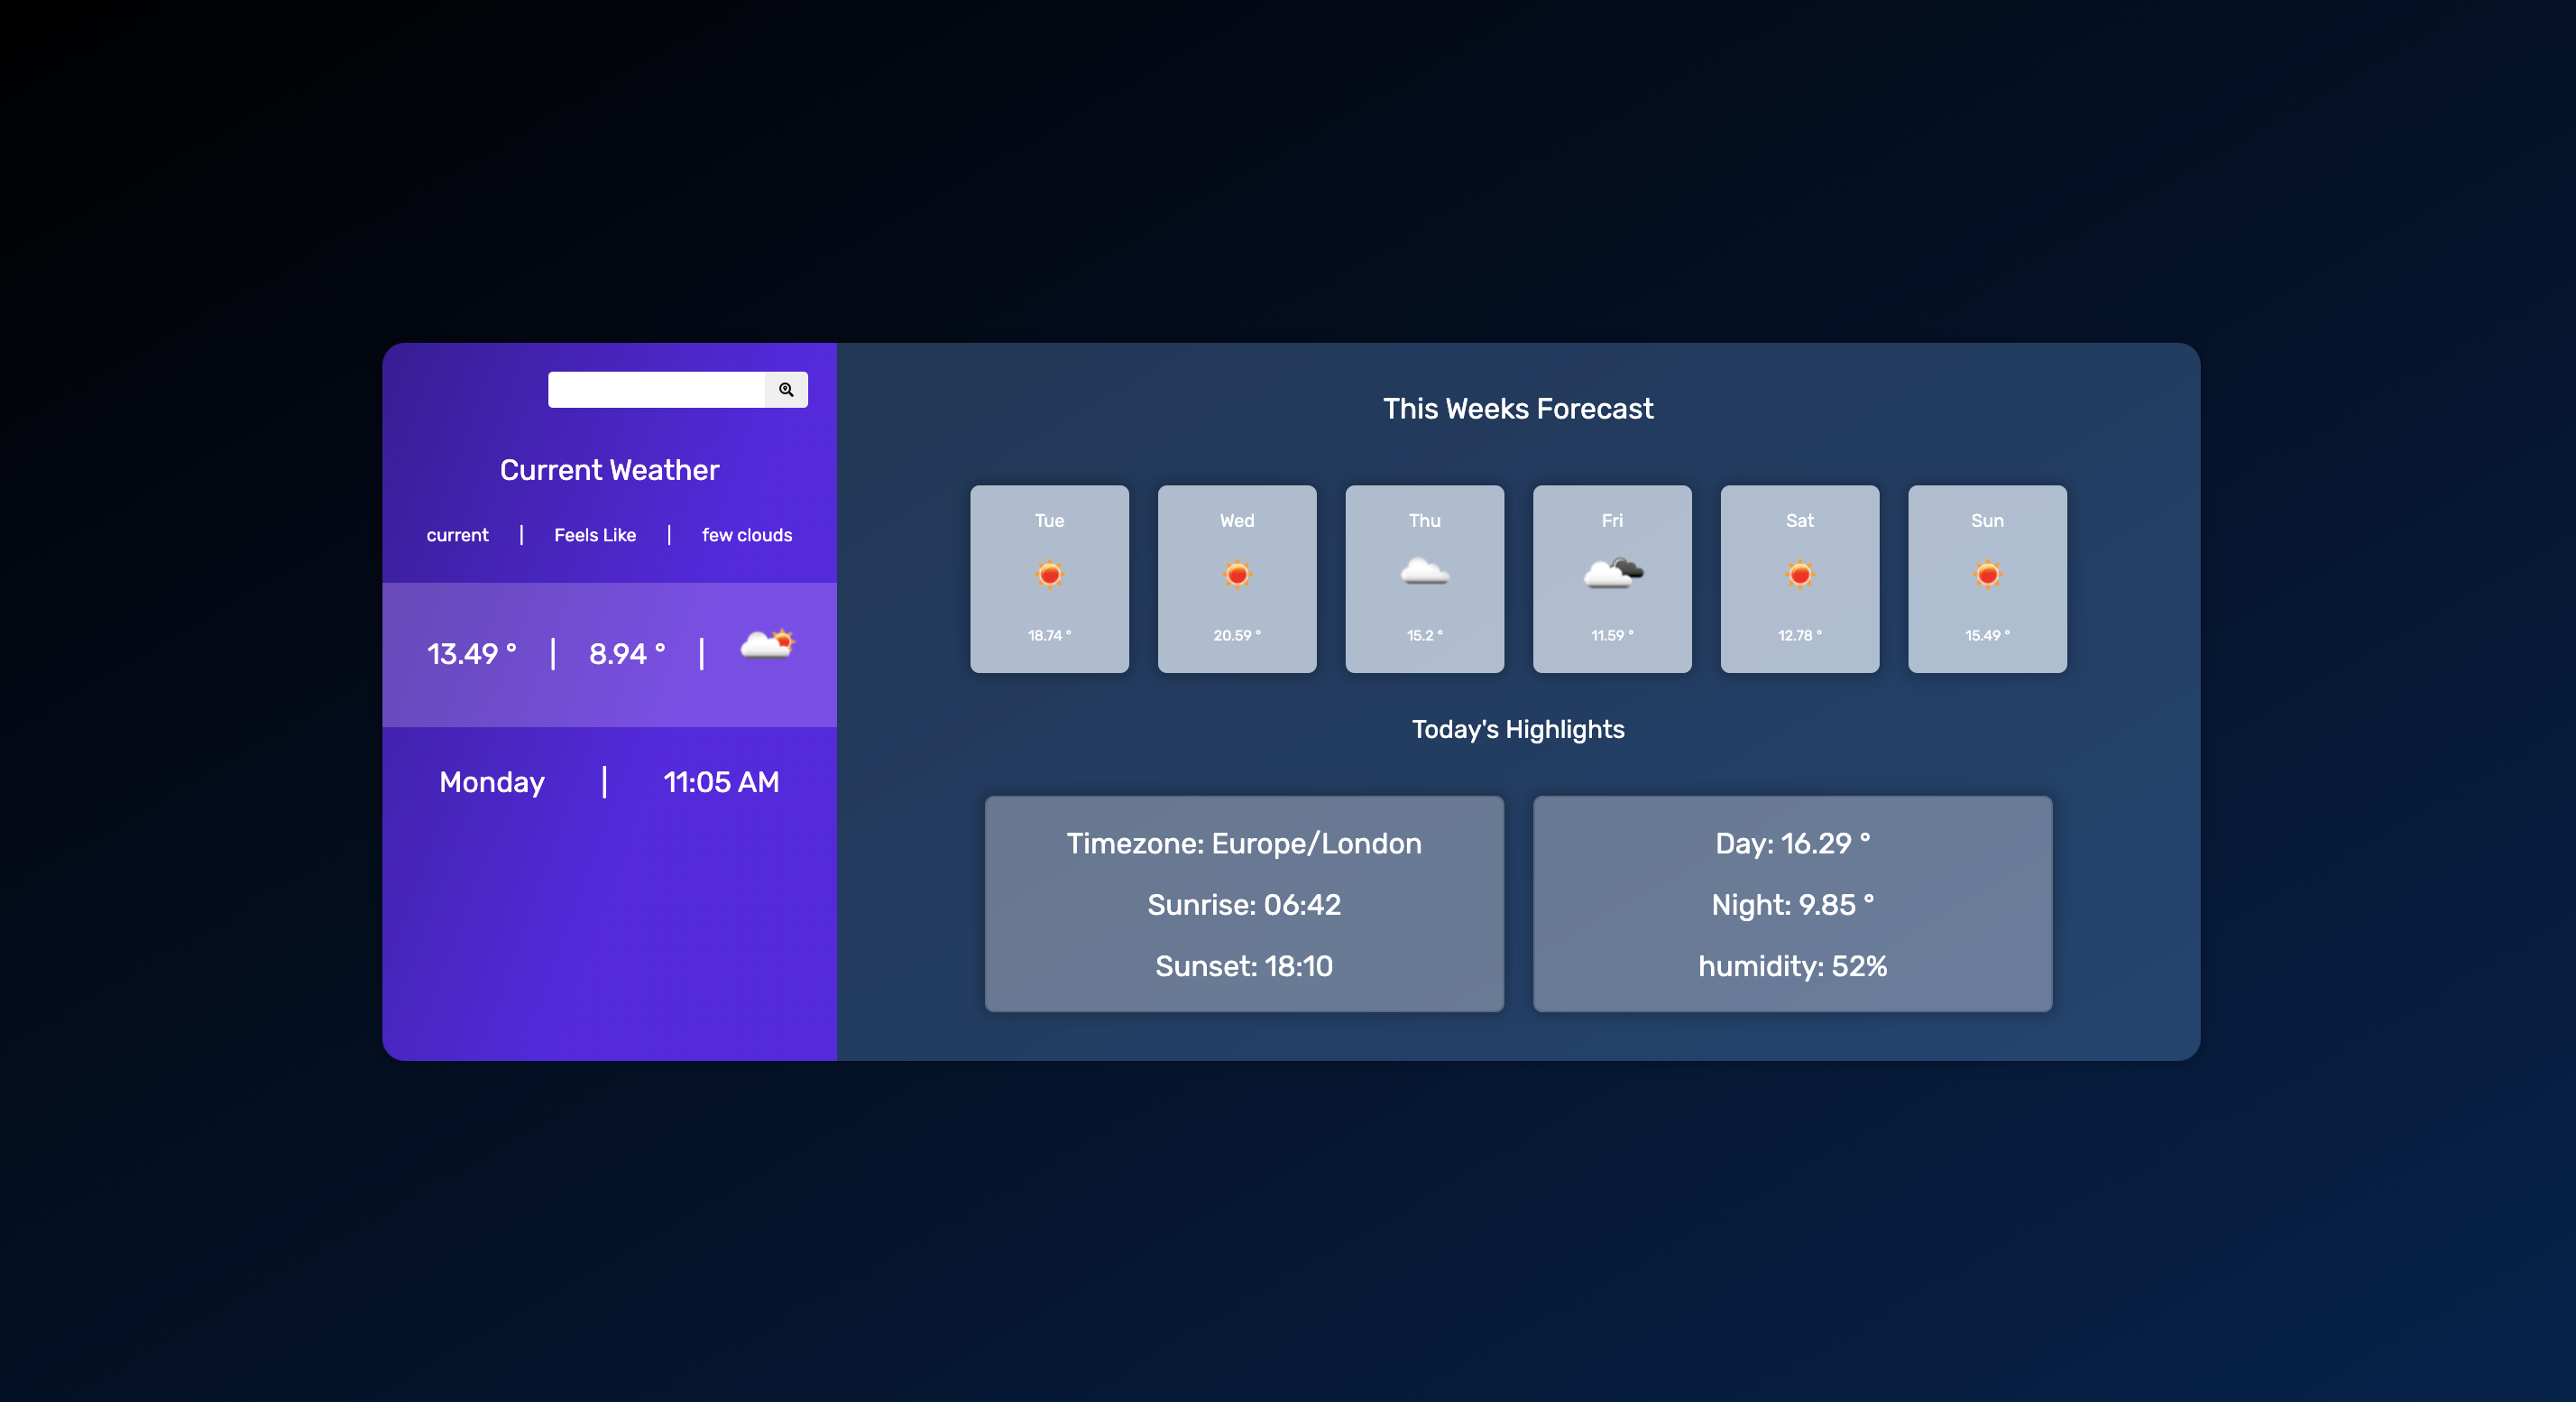 Current Weather
current | Feels Like | few clouds
13.49 ° | 8.94 ° |
Monday | 11:05 AM
This Weeks Forecast
Tue Wed Thu Fri Sat Sun
18.74 ° 20.59 ° 15.2 ° 11.59 ° 12.78 ° 15.49 °
Today's Highlights
Timezone: Europe/London
Sunrise: 06:42
Sunset: 18:10
Day: 16.29 °
Night: 9.85 °
humidity: 52%